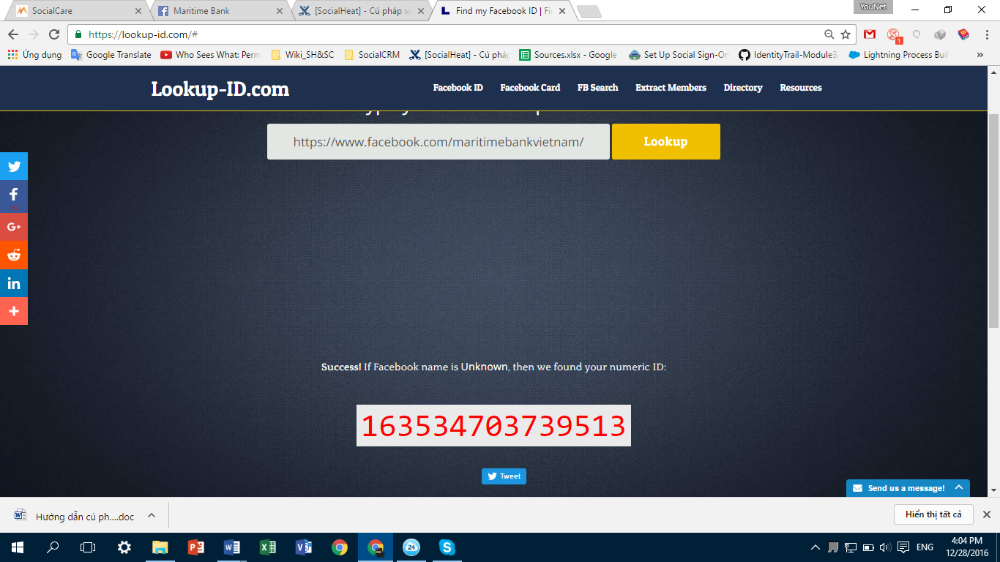 SocialCare
Maritime Bank
[SocialHeat] - Cú pháp vi
Find my Facebook ID | Fin
YouNet
https://lookup-id.com/#
1
Ứng dụng
Google Translate
Who Sees What: Perm
Wiki_SH&SC
SocialCRM
[SocialHeat] - Cú pháp
Sources.xlsx - Google
Set Up Social Sign-On
IdentityTrail-Module3
Lightning Process Buil
»
Lookup-ID.com
Facebook ID
Facebook Card
FB Search
Extract Members
Directory
Resources
https://www.facebook.com/maritimebankvietnam/
Lookup
Success! If Facebook name is Unknown, then we found your numeric ID:
163534703739513
Tweet
Send us a message!
Hướng dẫn cú ph....doc
Hiển thị tất cả
24
ENG
4:04 PM
12/28/2016